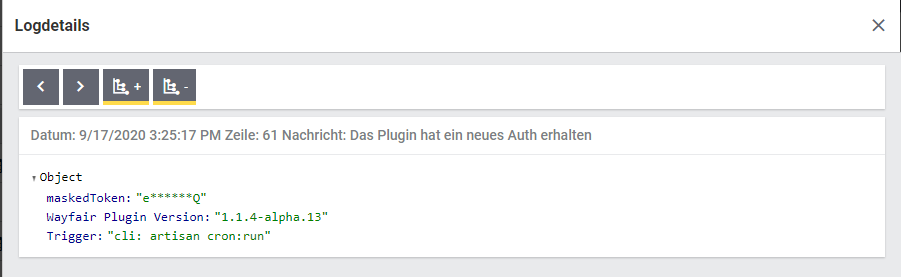 Logdetails
+ -
Datum: 9/17/2020 3:25:17 PM Zeile: 61 Nachricht: Das Plugin hat ein neues Auth erhalten
Object
maskedToken: "e******Q"
Wayfair Plugin Version: "1.1.4-alpha.13"
Trigger: "cli: artisan cron:run"